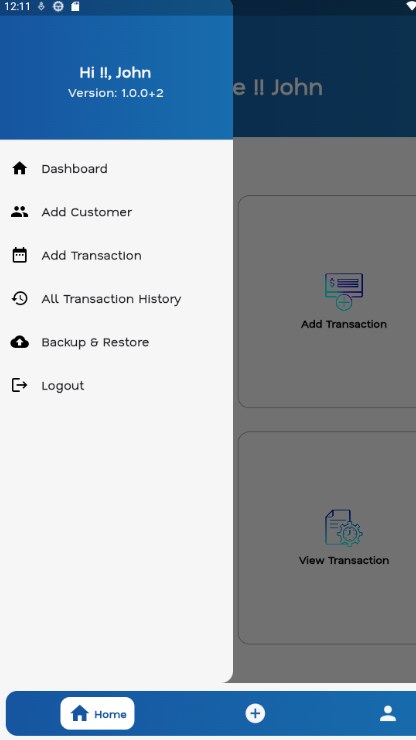 12:11
Hi !!, John
Version: 1.0.0+2
e !! John
Dashboard
Add Customer
Add Transaction
All Transaction History
Backup & Restore
Logout
Add Transaction
View Transaction
Home